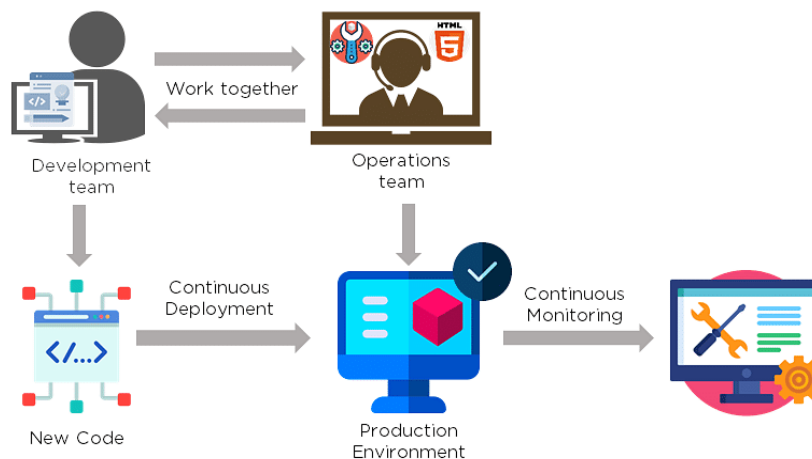 HTML
5
Work together
Development
team
Operations
team
</>
Continuous
Deployment
Continuous
Monitoring
</...>
New Code
Production
Environment